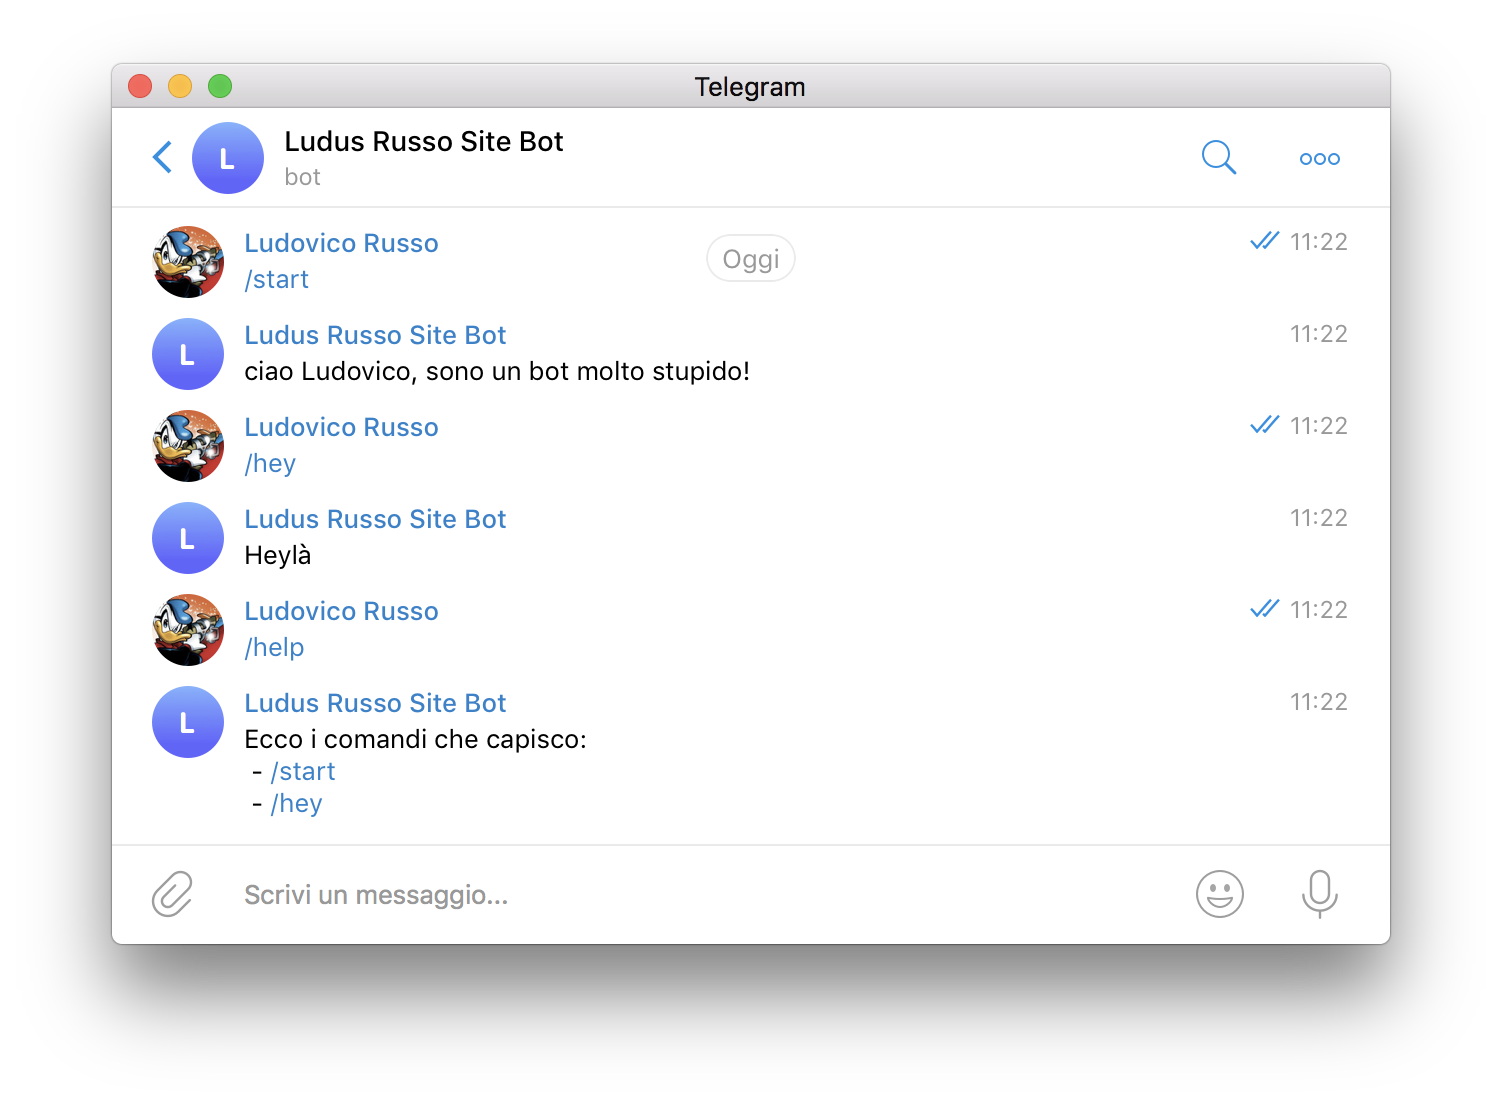 Telegram
L
Ludus Russo Site Bot
bot
Oggi
Ludovico Russo 11:22
/start
L
Ludus Russo Site Bot 11:22
ciao Ludovico, sono un bot molto stupido!
Ludovico Russo 11:22
/hey
L
Ludus Russo Site Bot 11:22
Heylà
Ludovico Russo 11:22
/help
L
Ludus Russo Site Bot 11:22
Ecco i comandi che capisco:
- /start
- /hey
Scrivi un messaggio...